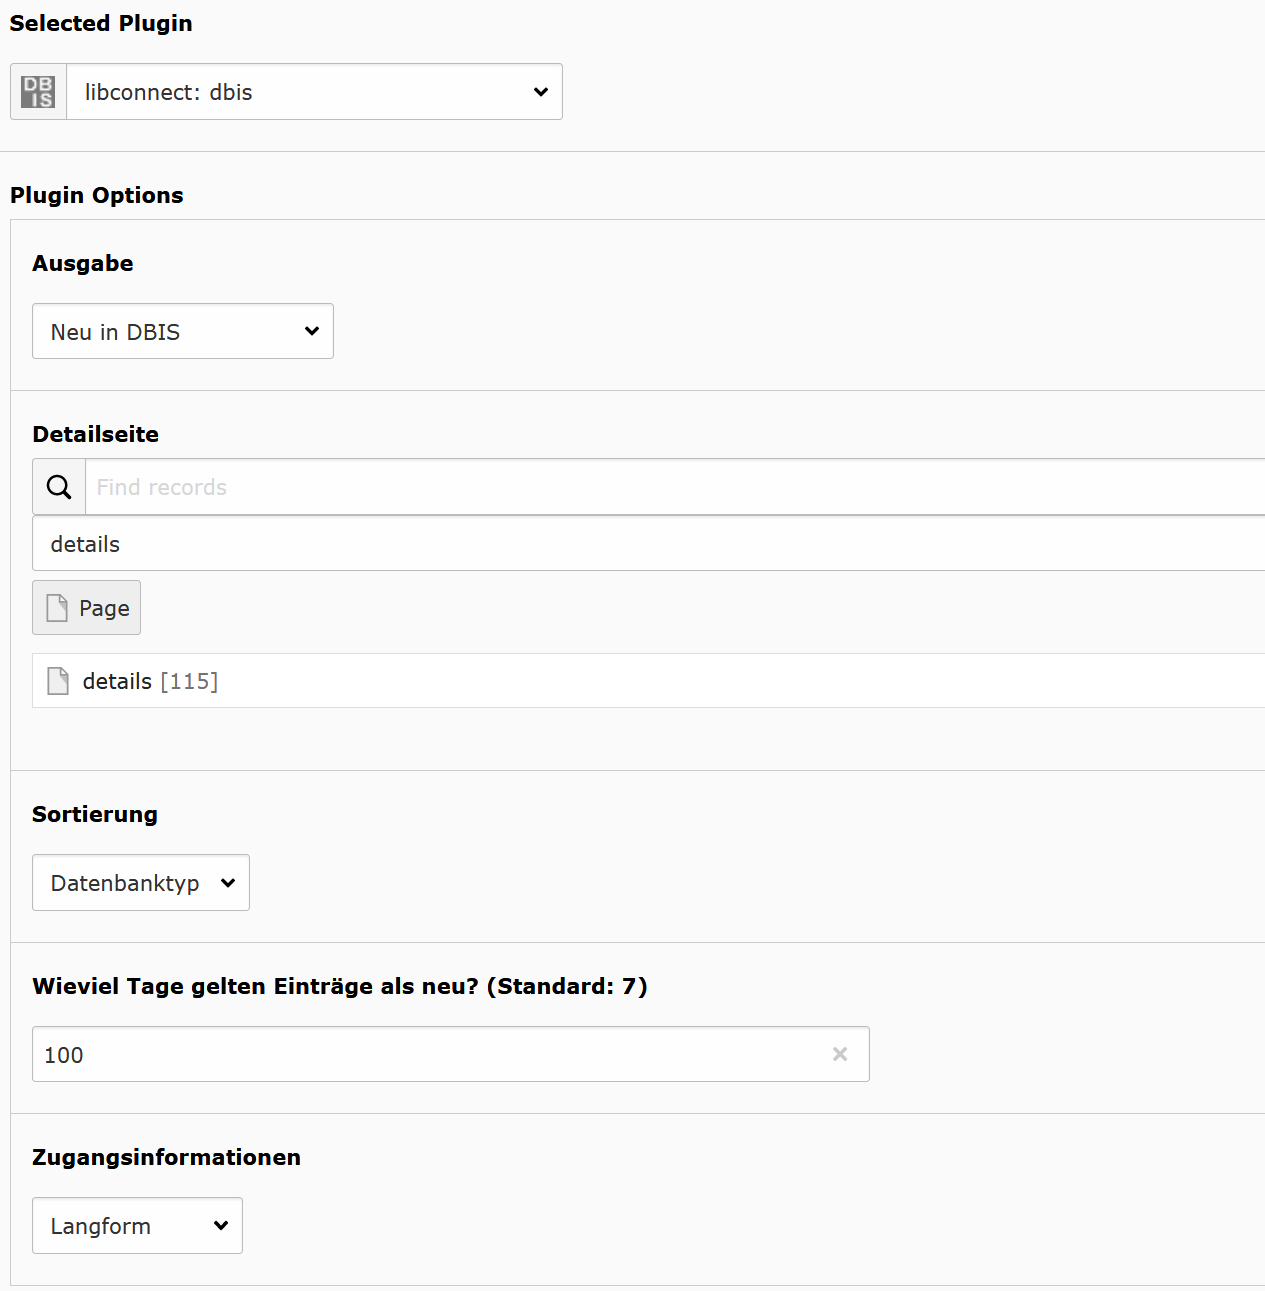 Selected Plugin
DB
IS
libconnect: dbis
Plugin Options
Ausgabe
Neu in DBIS
Detailseite
Find records
details
Page
details [115]
Sortierung
Datenbanktyp
Wieviel Tage gelten Einträge als neu? (Standard: 7)
100
Zugangsinformationen
Langform